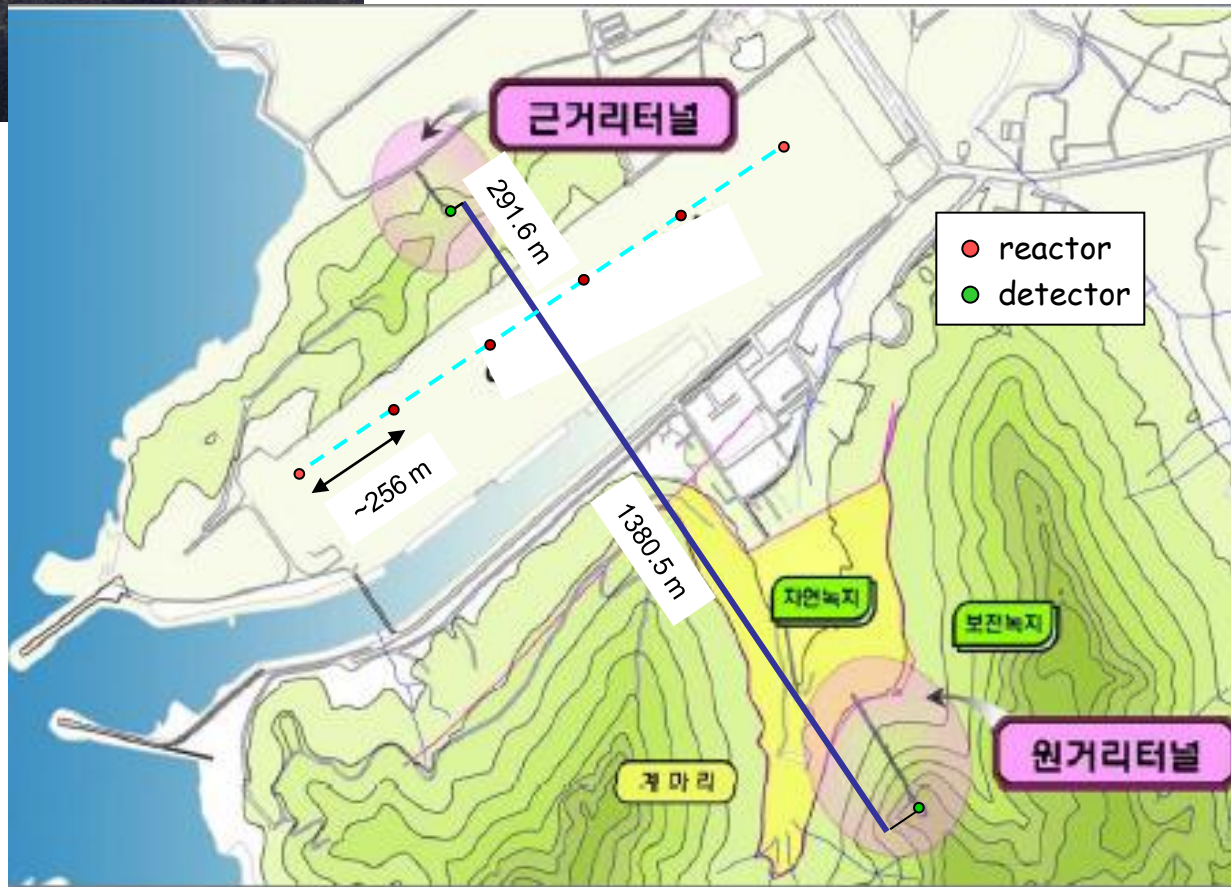 근거리터널
291.6 m
reactor
detector
~256 m
1380.5 m
자연녹지
보전녹지
계마리
원거리터널